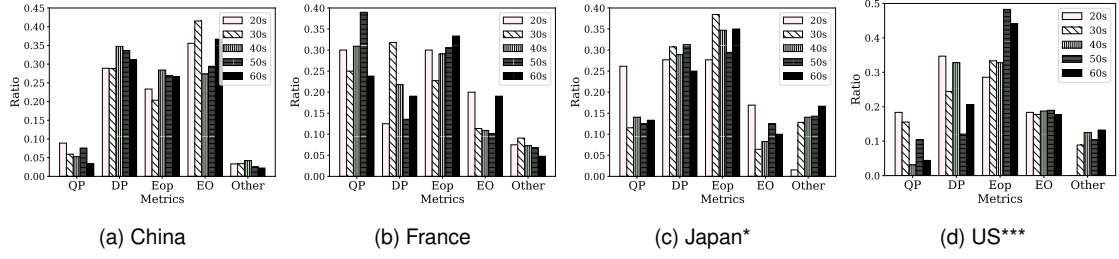 0.45
0.40
0.35
0.30
0.25
0.20
0.15
0.10
0.05
0.00
Ratio
QP DP Eop EO Other
Metrics
20s
30s
40s
50s
60s
(a) China
0.40
0.35
0.30
0.25
0.20
0.15
0.10
0.05
0.00
Ratio
QP DP Eop EO Other
Metrics
20s
30s
40s
50s
60s
(b) France
0.40
0.35
0.30
0.25
0.20
0.15
0.10
0.05
0.00
Ratio
QP DP Eop EO Other
Metrics
20s
30s
40s
50s
60s
(c) Japan*
0.5
0.4
0.3
0.2
0.1
0.0
Ratio
QP DP Eop EO Other
Metrics
20s
30s
40s
50s
60s
(d) US***